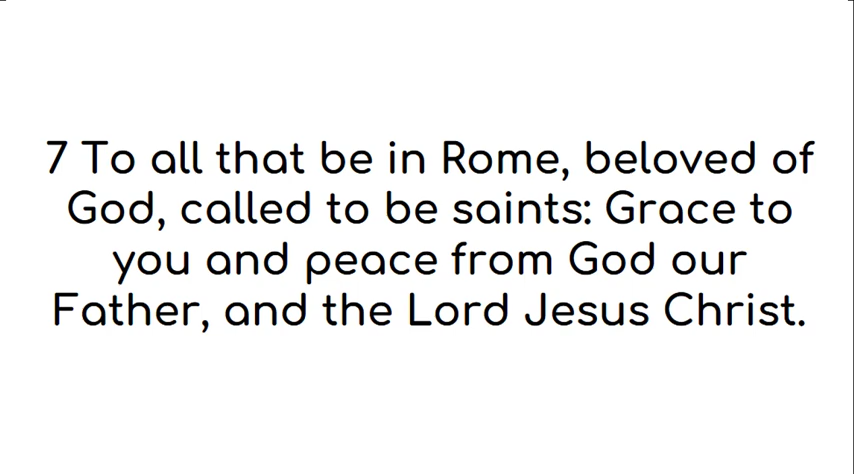 7 To all that be in Rome, beloved of
God, called to be saints: Grace to
you and peace from God our
Father, and the Lord Jesus Christ.